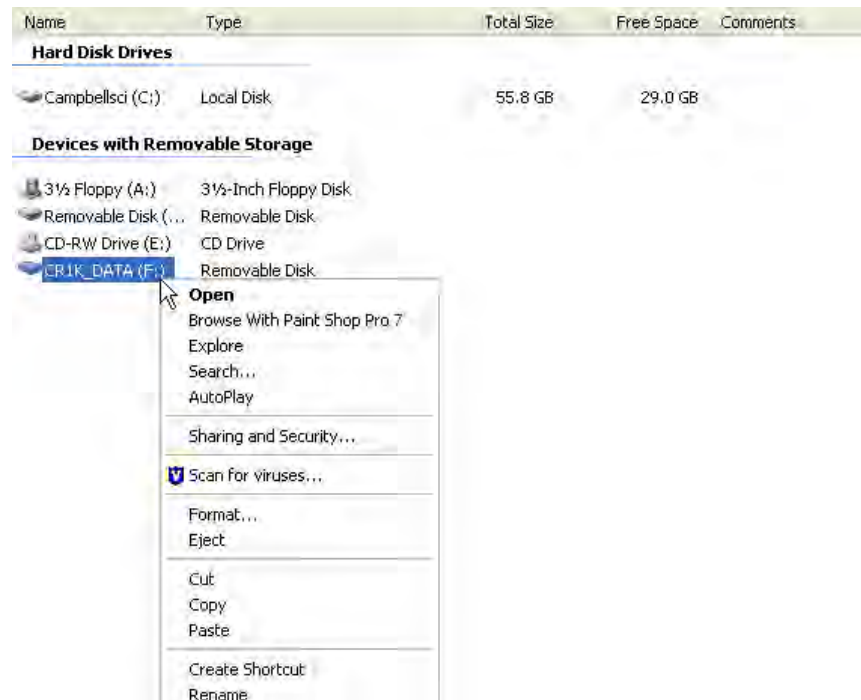 Name Type Total Size Free Space Comments
Hard Disk Drives
Campbellsci (C:) Local Disk 55.8 GB 29.0 GB
Devices with Removable Storage
3½ Floppy (A:) 3½-Inch Floppy Disk
Removable Disk (... Removable Disk
CD-RW Drive (E:) CD Drive
CR1K_DATA (F:) Removable Disk
Open
Browse With Paint Shop Pro 7
Explore
Search...
AutoPlay
Sharing and Security...
Scan for viruses...
Format...
Eject
Cut
Copy
Paste
Create Shortcut
Rename